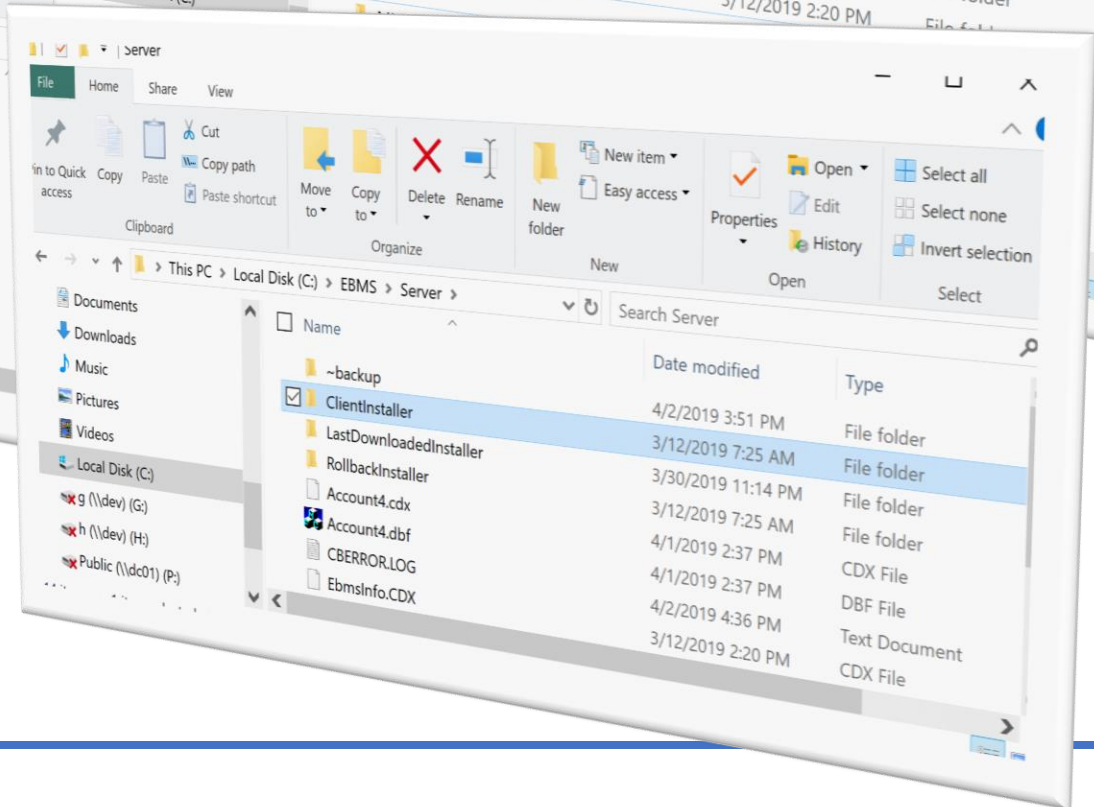 3/12/2019 2:20 PM
Server
File Home Share View
Cut
Copy path
Paste shortcut
in to Quick access
Copy
Paste
Clipboard
Move to
Copy to
Delete
Rename
Organize
New folder
New item
Easy access
New
Properties
Open
Edit
History
Open
Select all
Select none
Invert selection
Select
This PC > Local Disk (C:) > EBMS > Server >
Search Server
Documents
Downloads
Music
Pictures
Videos
Local Disk (C:)
g (\\dev) (G:)
h (\\dev) (H:)
Public (\\dc01) (P:)
Name Date modified Type
~backup 4/2/2019 3:51 PM File folder
ClientInstaller 3/12/2019 7:25 AM File folder
LastDownloadedInstaller 3/30/2019 11:14 PM File folder
RollbackInstaller 3/12/2019 7:25 AM File folder
Account4.cdx 4/1/2019 2:37 PM CDX File
Account4.dbf 4/1/2019 2:37 PM DBF File
CBERROR.LOG 4/2/2019 4:36 PM Text Document
EbmsInfo.CDX 3/12/2019 2:20 PM CDX File